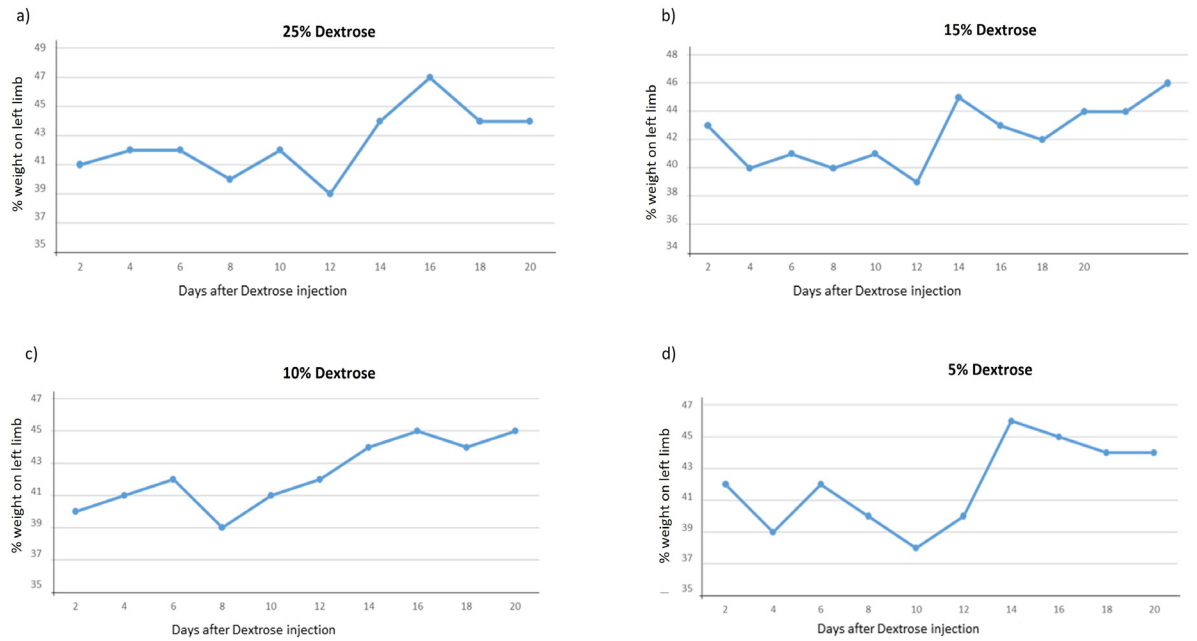 a)
25% Dextrose
49
47
45
43
41
39
37
35
% weight on left limb
2 4 6 8 10 12 14 16 18 20
Days after Dextrose injection
b)
15% Dextrose
48
46
44
42
40
38
36
34
% weight on left limb
2 4 6 8 10 12 14 16 18 20
Days after Dextrose injection
c)
10% Dextrose
47
45
43
41
39
37
35
% weight on left limb
2 4 6 8 10 12 14 16 18 20
Days after Dextrose injection
d)
5% Dextrose
47
45
43
41
39
37
35
% weight on left limb
2 4 6 8 10 12 14 16 18 20
Days after Dextrose injection